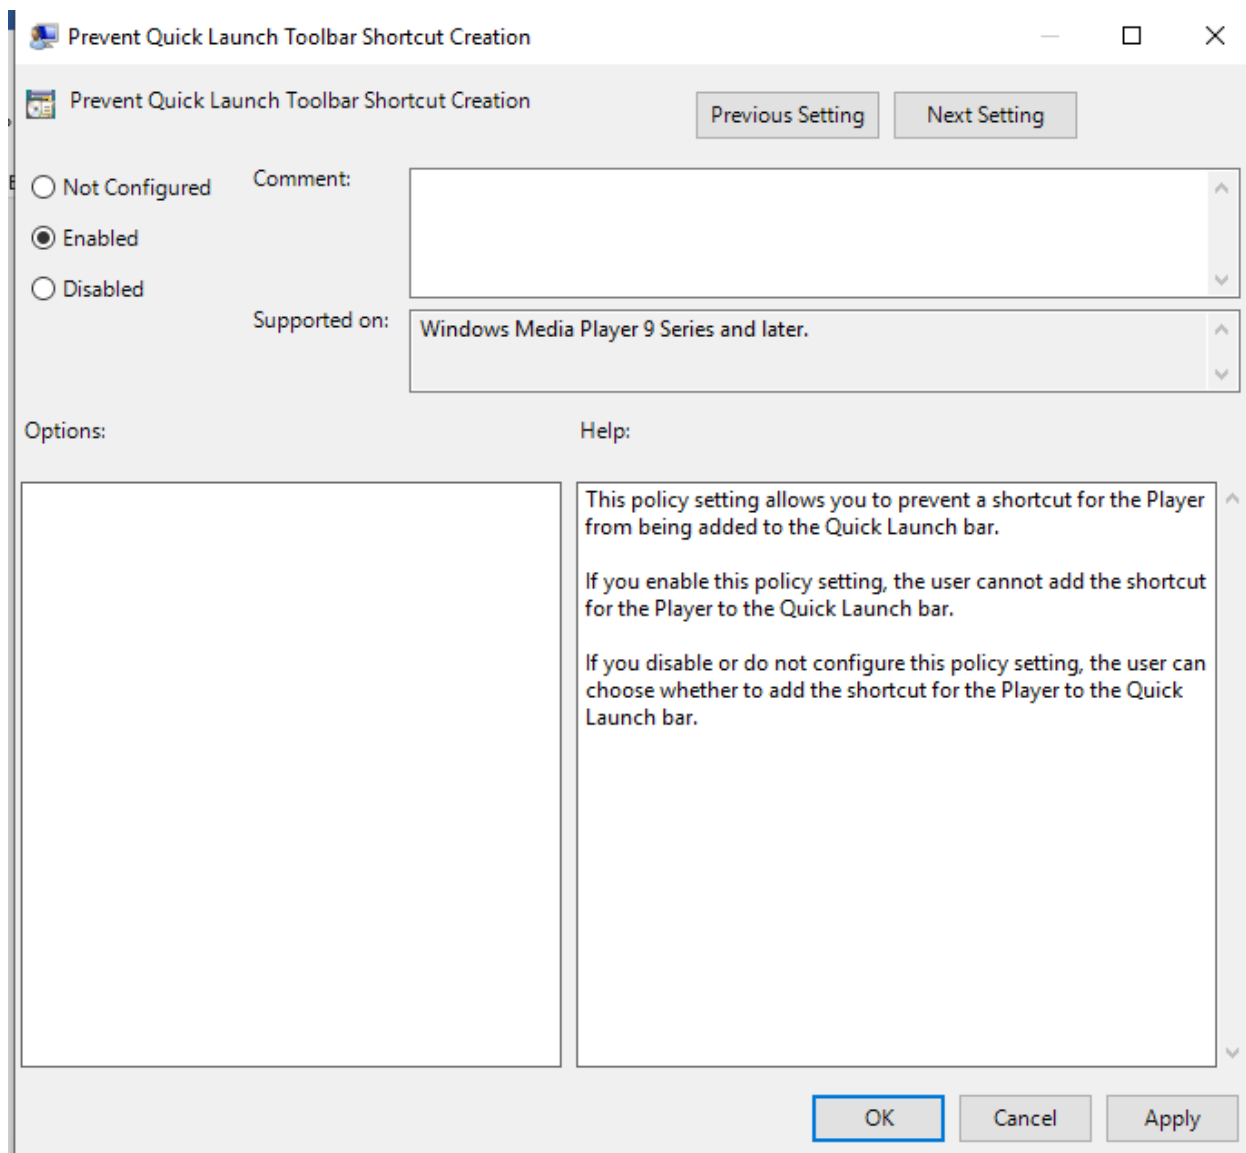 Prevent Quick Launch Toolbar Shortcut Creation
Prevent Quick Launch Toolbar Shortcut Creation
Previous Setting
Next Setting
Not Configured
Enabled
Disabled
Comment:
Supported on:
Windows Media Player 9 Series and later.
Options:
Help:
This policy setting allows you to prevent a shortcut for the Player
from being added to the Quick Launch bar.
If you enable this policy setting, the user cannot add the shortcut
for the Player to the Quick Launch bar.
If you disable or do not configure this policy setting, the user can
choose whether to add the shortcut for the Player to the Quick
Launch bar.
OK
Cancel
Apply